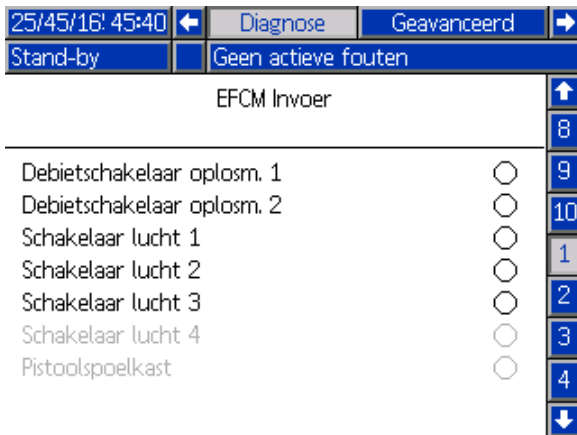 25/45/16! 45:40 Diagnose Geavanceerd
Stand-by Geen actieve fouten
EFCM Invoer
8
Debietschakelaar oplosm. 1
9
Debietschakelaar oplosm. 2
10
Schakelaar lucht 1
1
Schakelaar lucht 2
Schakelaar lucht 3
2
Schakelaar lucht 4
3
Pistoolspoelkast
4